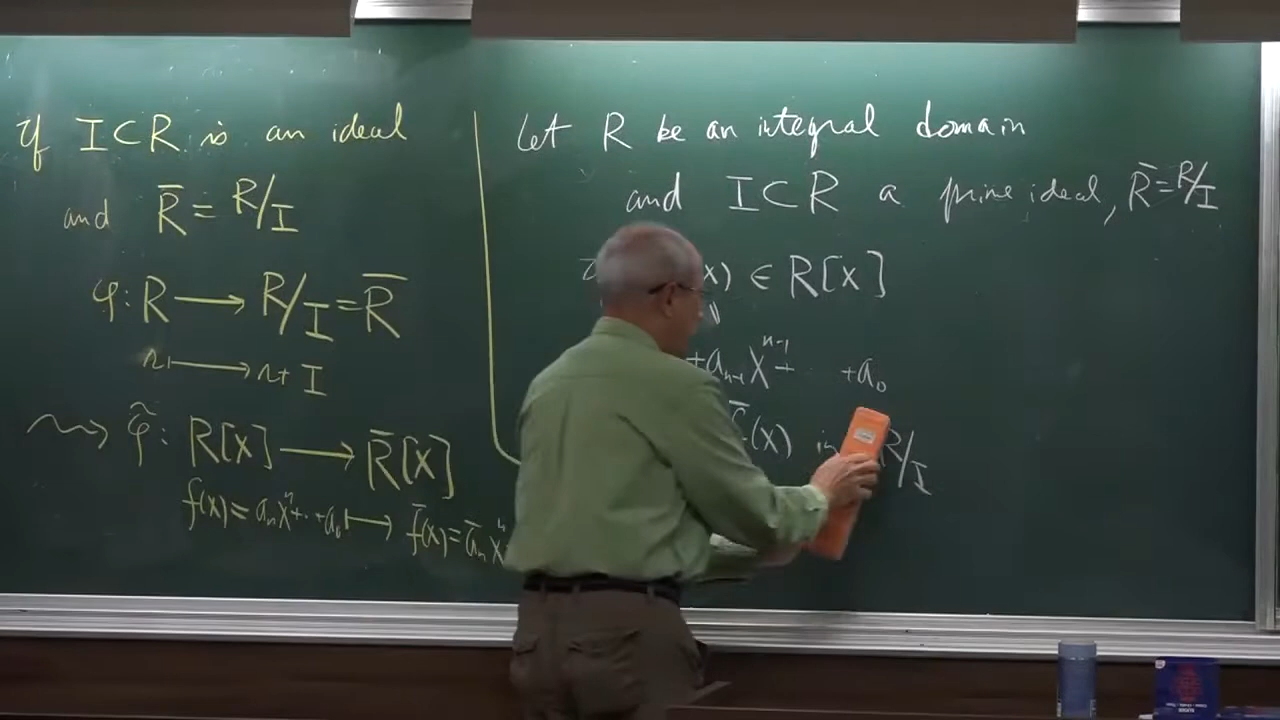 If I ⊂ R is an ideal
and R̄ = R/I
φ: R ⟶ R/I = R̄
r ⟼ r + I
⇝ φ̃: R[x] ⟶ R̄[x]
f(x) = aₙxⁿ + ·· + a₀ ⟼ f̄(x) = āₙxⁿ
Let R be an integral domain
and I ⊂ R a prime ideal, R̄ = R/I
x) ∈ R[x]
+ aₙ₋₁xⁿ⁻¹ + ·· + a₀
f̄(x) in R/I